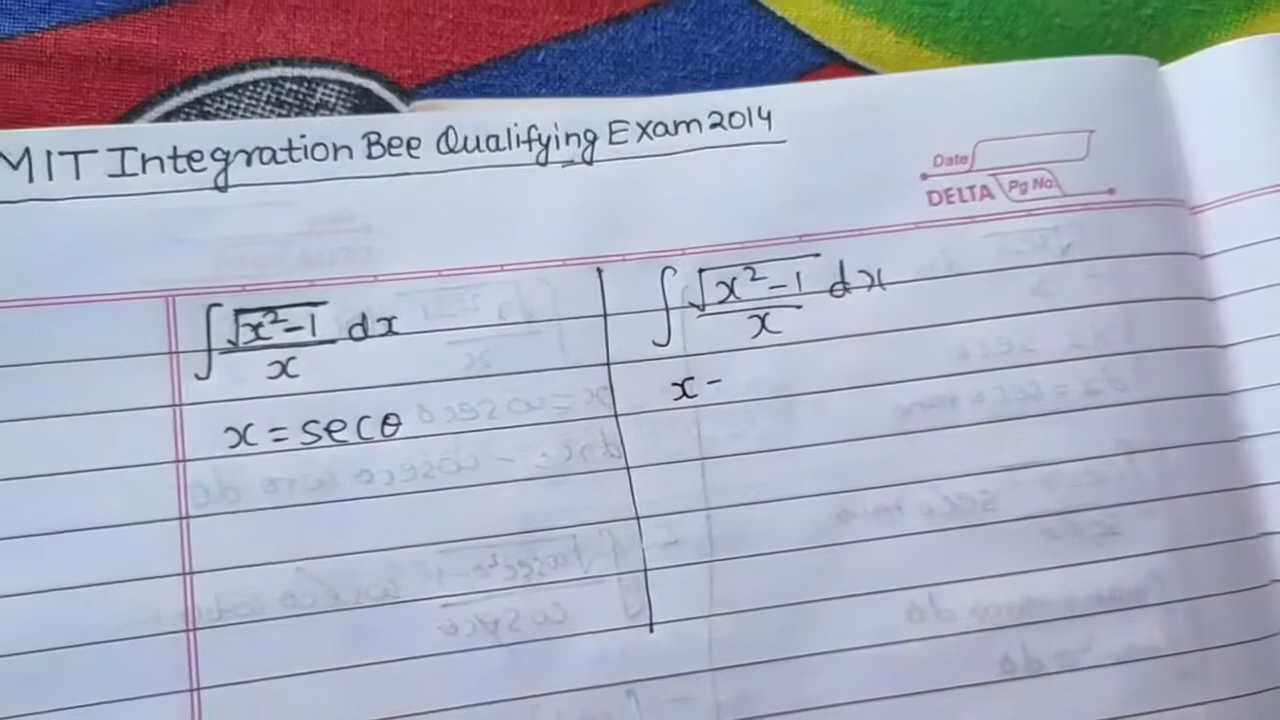 MIT Integration Bee Qualifying Exam 2014
Date
DELTA Pg No.
∫ √(x²-1)/x dx
x = secθ
∫ √(x²-1)/x dx
x -